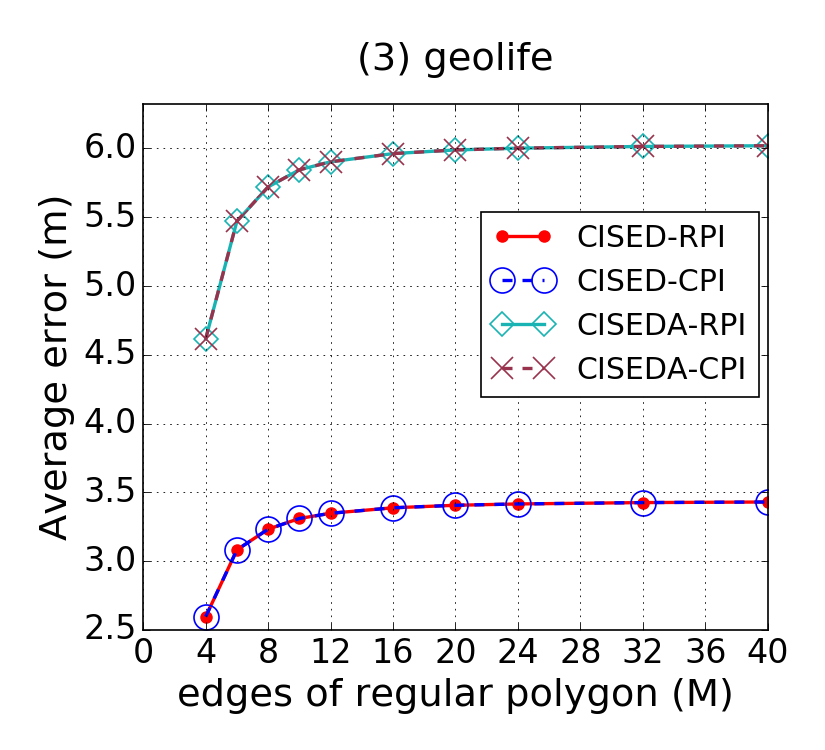 (3) geolife
Average error (m)
6.0
5.5
5.0
4.5
4.0
3.5
3.0
2.5
CISED-RPI
CISED-CPI
CISEDA-RPI
CISEDA-CPI
0 4 8 12 16 20 24 28 32 36 40
edges of regular polygon (M)